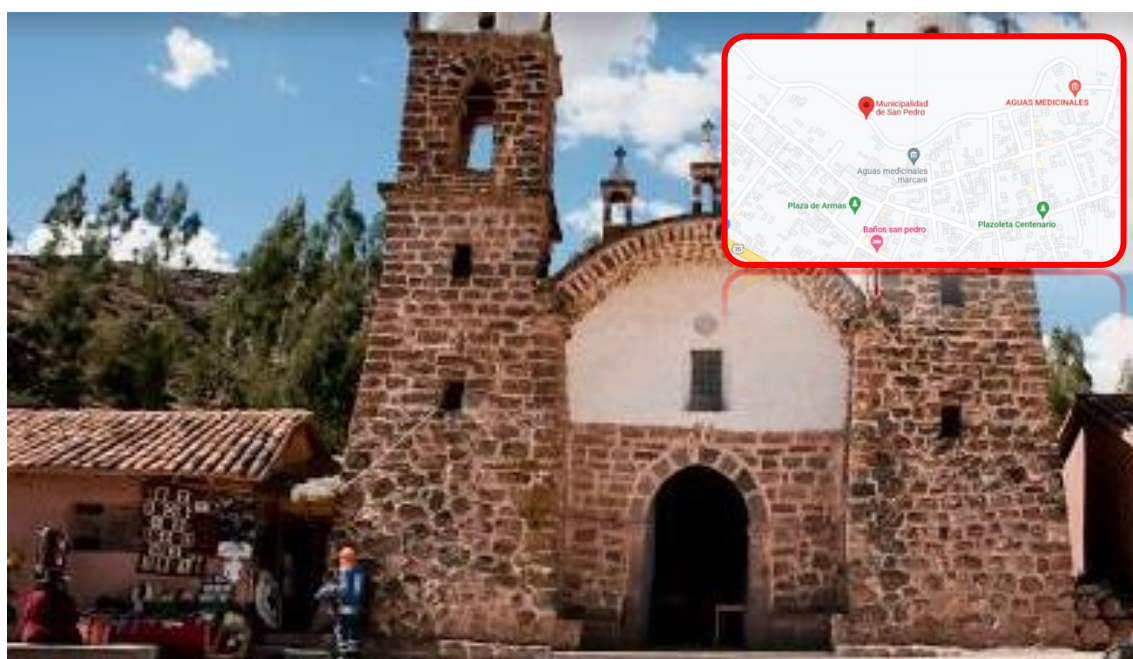 AGUAS MEDICINALES
Municipalidad
de San Pedro
Aguas medicinales
marcani
Plaza de Armas
Plazoleta Centenario
Baños san pedro